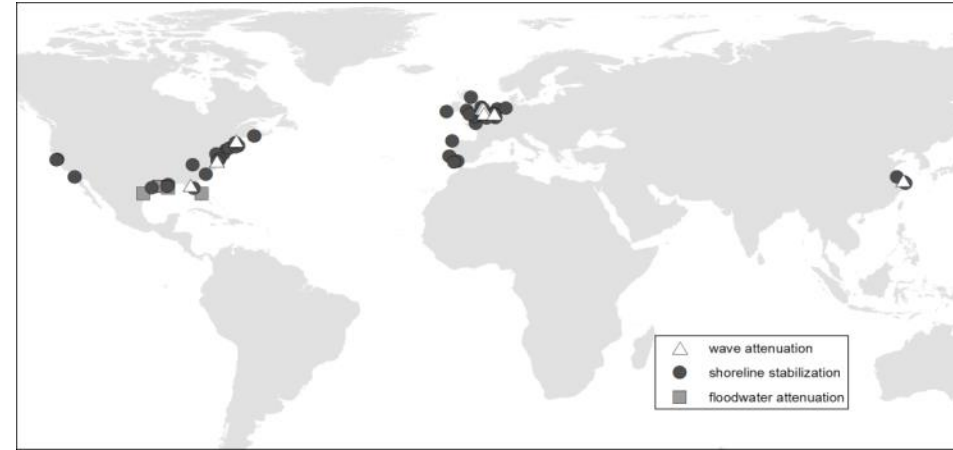 wave attenuation
shoreline stabilization
floodwater attenuation